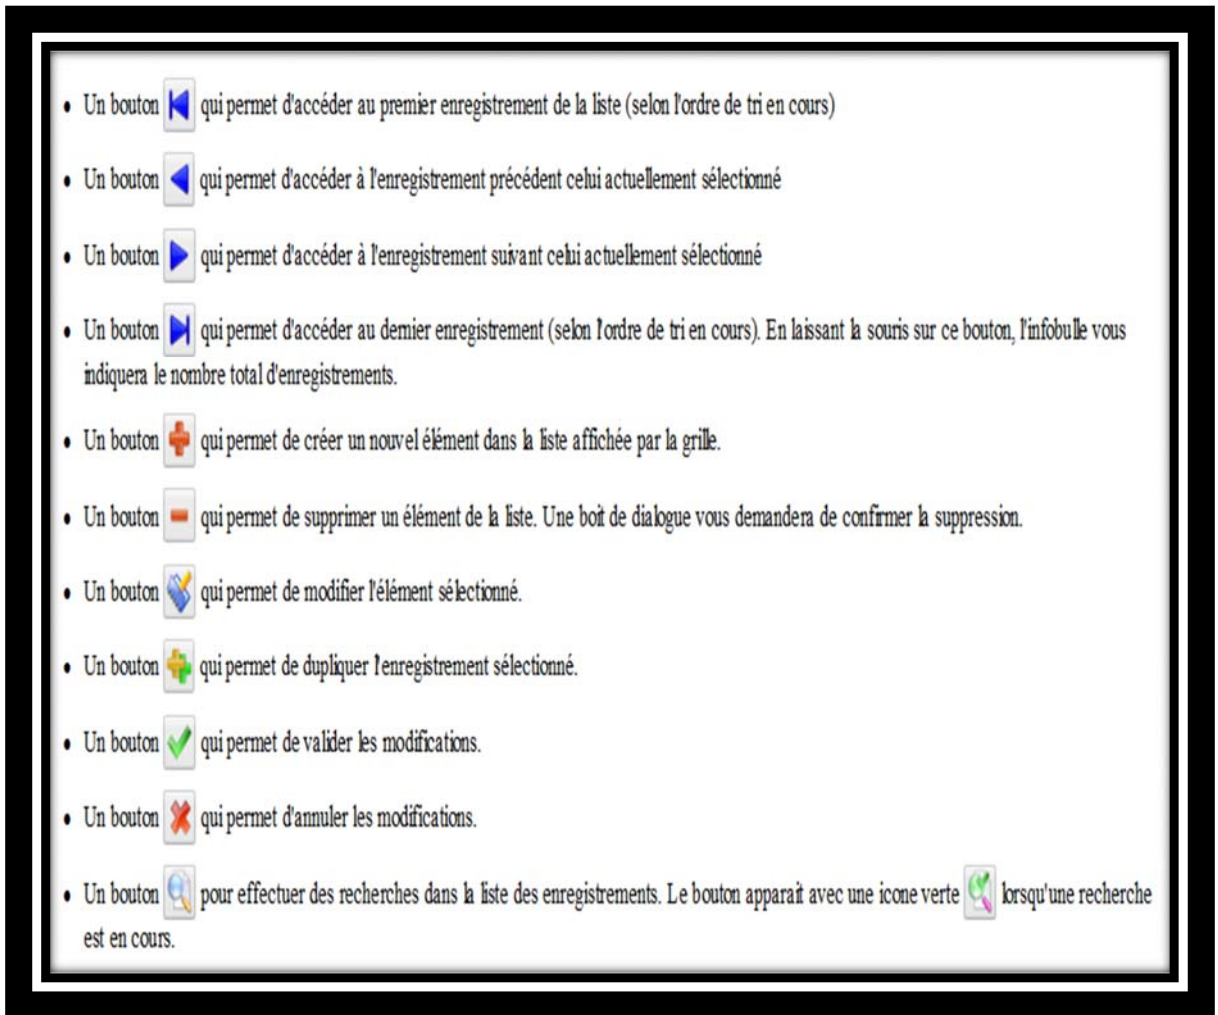 • Un bouton qui permet d'accéder au premier enregistrement de la liste (selon l'ordre de tri en cours)
• Un bouton qui permet d'accéder à l'enregistrement précédent celui actuellement sélectionné
• Un bouton qui permet d'accéder à l'enregistrement suivant celui actuellement sélectionné
• Un bouton qui permet d'accéder au dernier enregistrement (selon l'ordre de tri en cours). En laissant la souris sur ce bouton, l'infobulle vous
indiquera le nombre total d'enregistrements.
• Un bouton qui permet de créer un nouvel élément dans la liste affichée par la grille.
• Un bouton qui permet de supprimer un élément de la liste. Une boit de dialogue vous demandera de confirmer la suppression.
• Un bouton qui permet de modifier l'élément sélectionné.
• Un bouton qui permet de dupliquer l'enregistrement sélectionné.
• Un bouton qui permet de valider les modifications.
• Un bouton qui permet d'annuler les modifications.
• Un bouton pour effectuer des recherches dans la liste des enregistrements. Le bouton apparait avec une icone verte lorsqu'une recherche
est en cours.